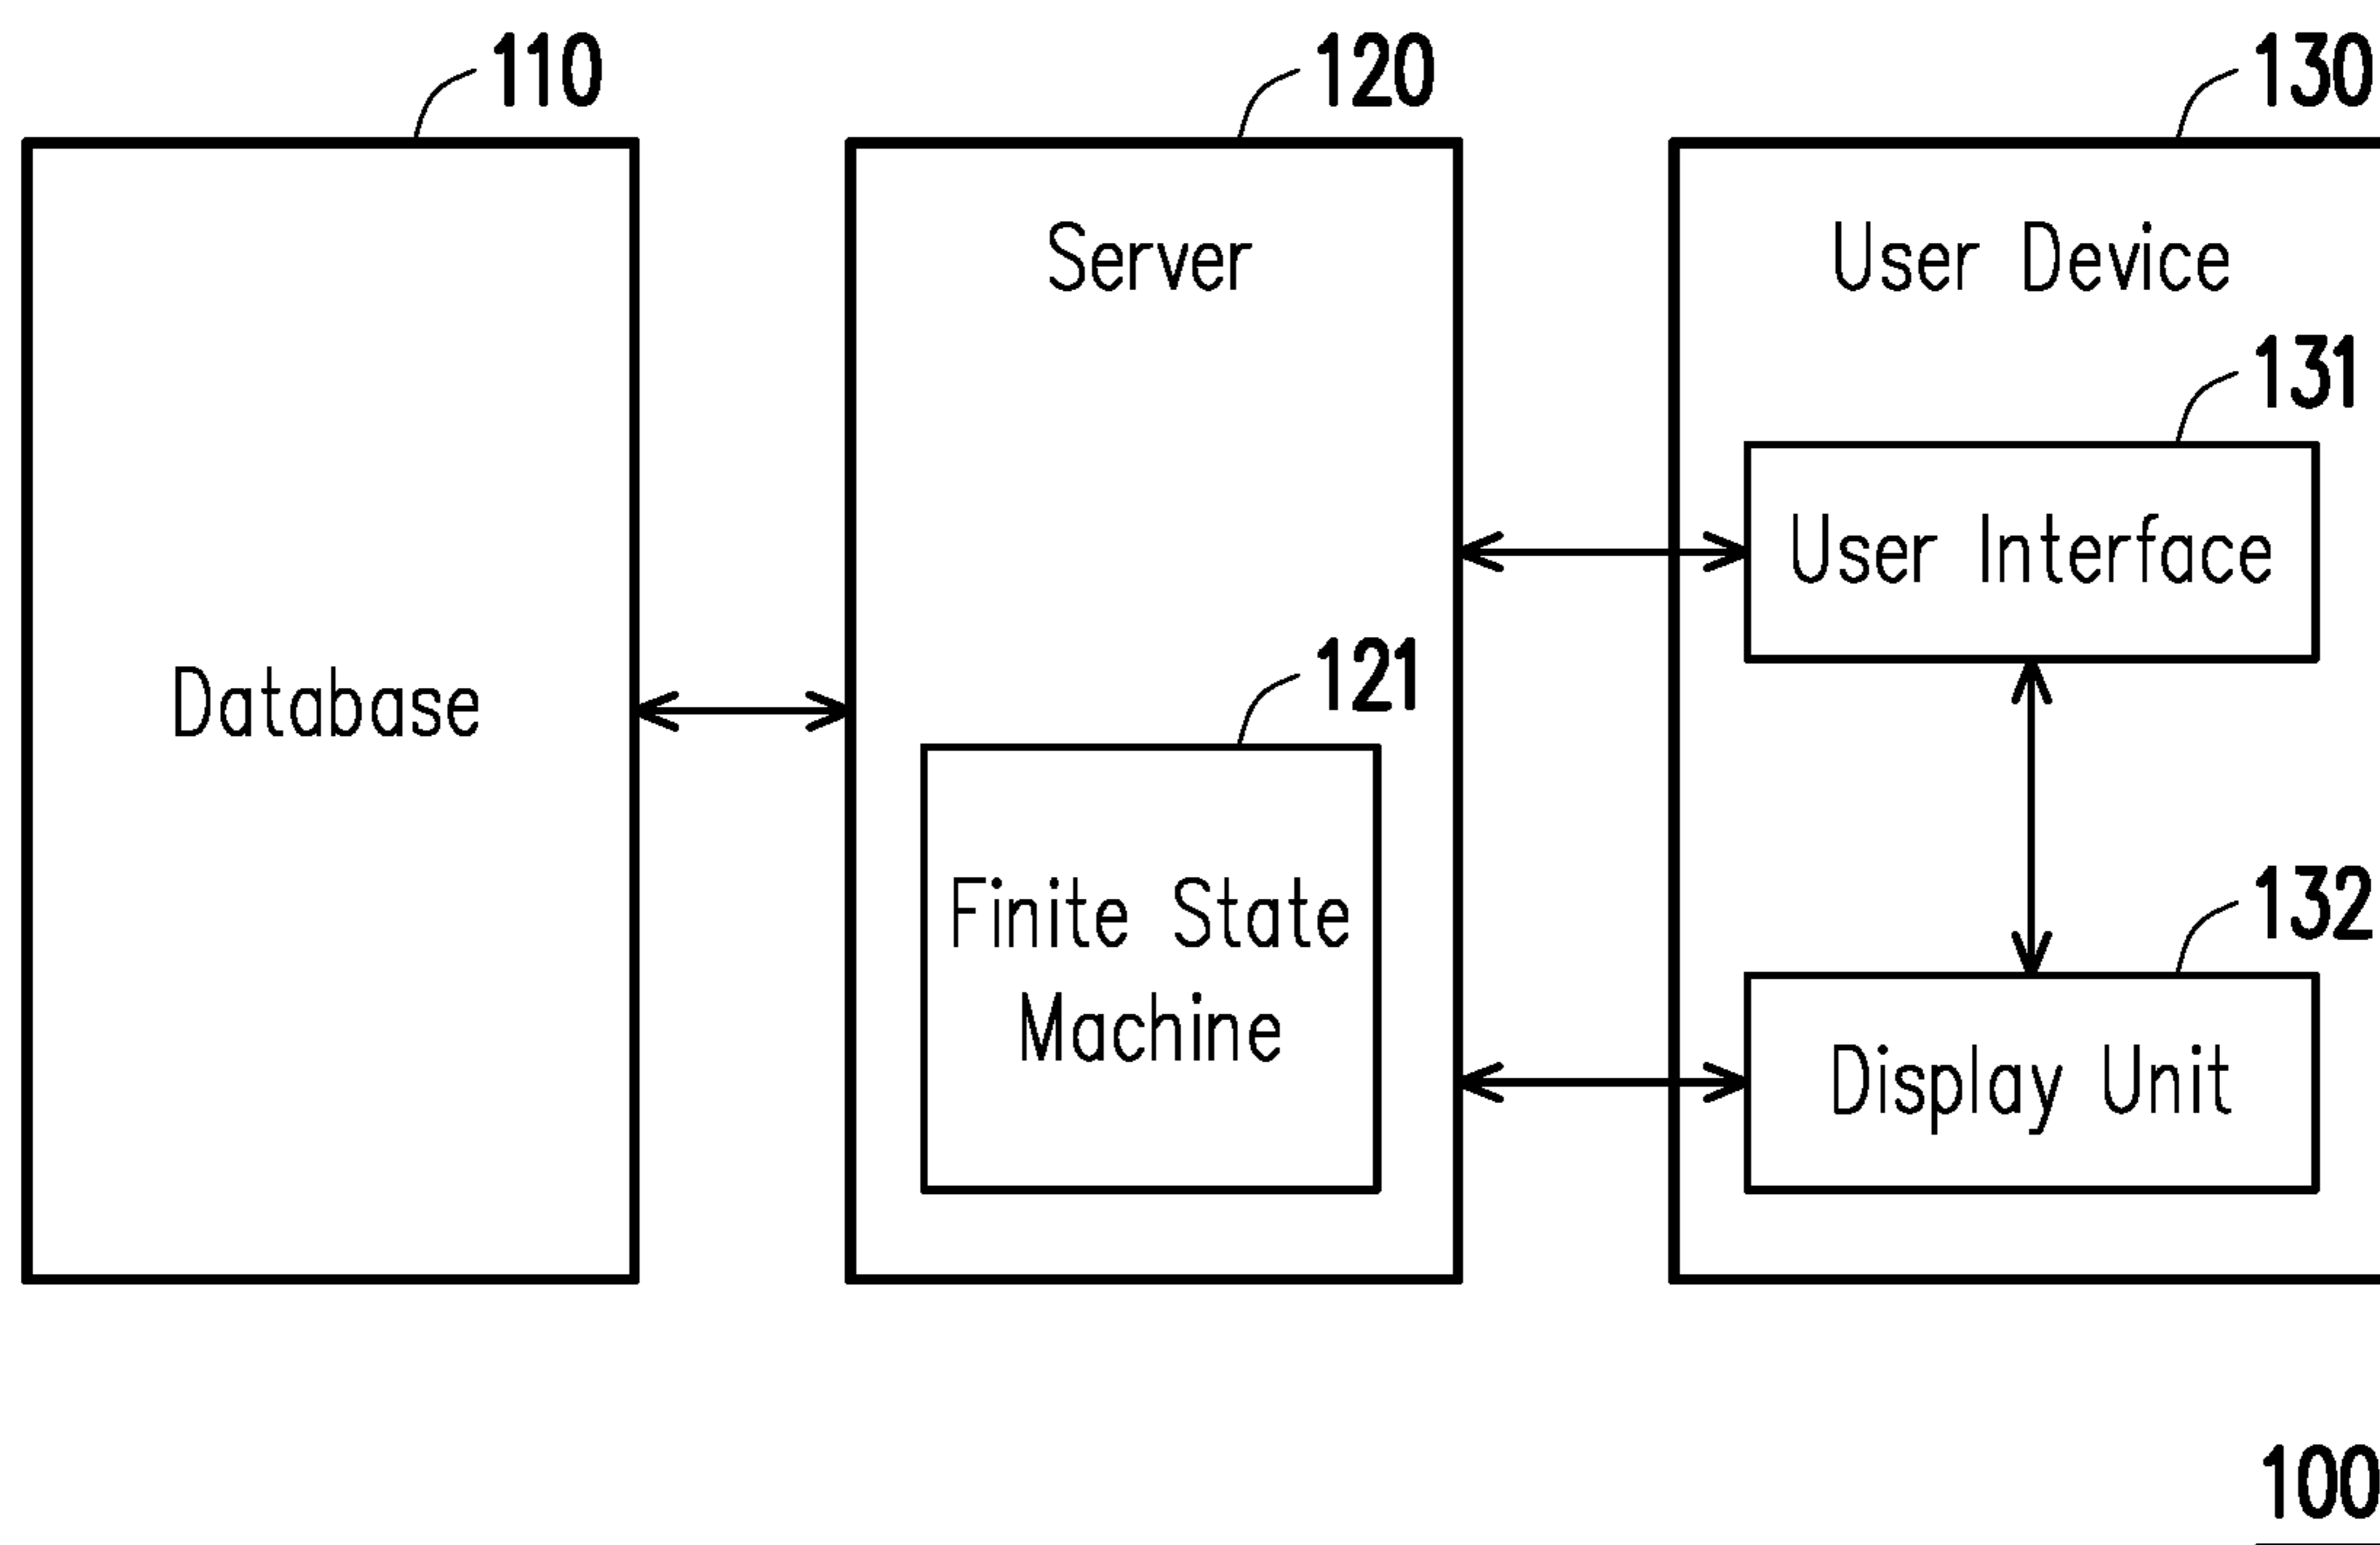 110
120
130
Server
User Device
131
User Interface
121
Database
132
Finite State
Machine
Display Unit
100